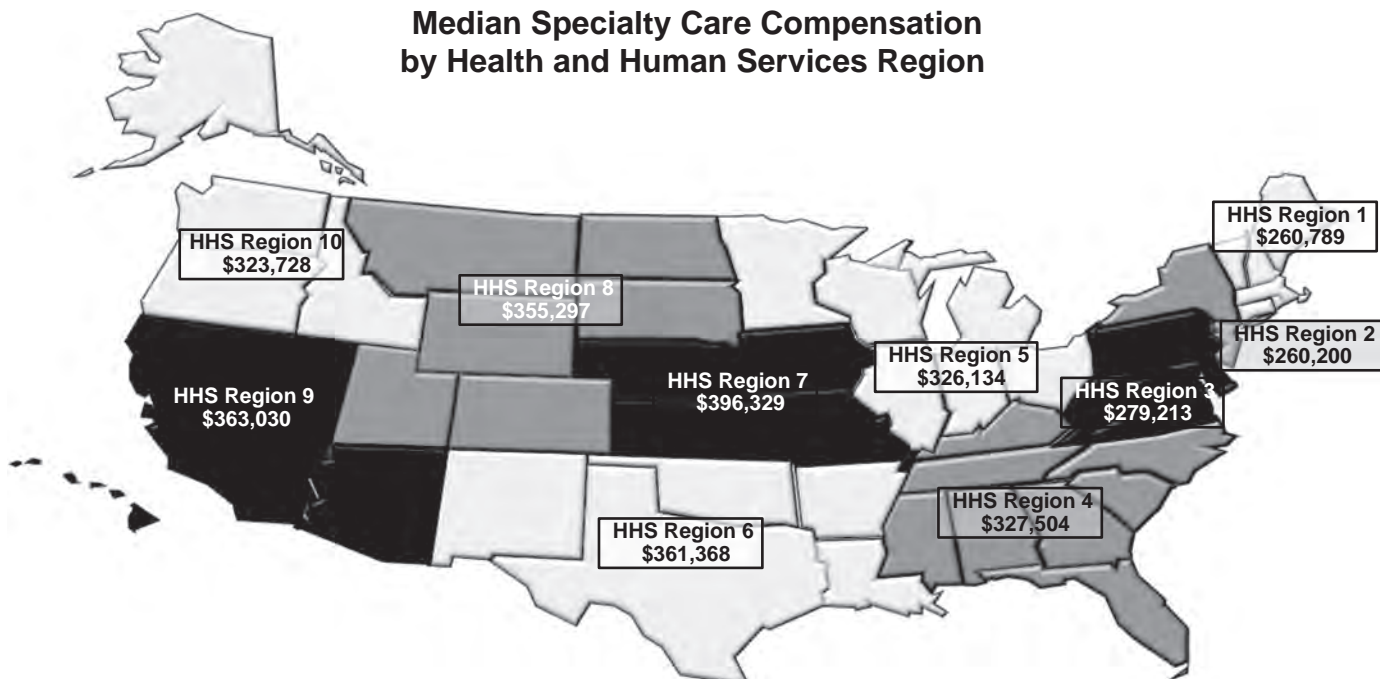 Median Specialty Care Compensation
by Health and Human Services Region
HHS Region 1
$260,789
HHS Region 10
$323,728
HHS Region 8
$355,297
HHS Region 2
$260,200
HHS Region 5
$326,134
HHS Region 7
$396,329
HHS Region 3
$279,213
HHS Region 9
$363,030
HHS Region 4
$327,504
HHS Region 6
$361,368